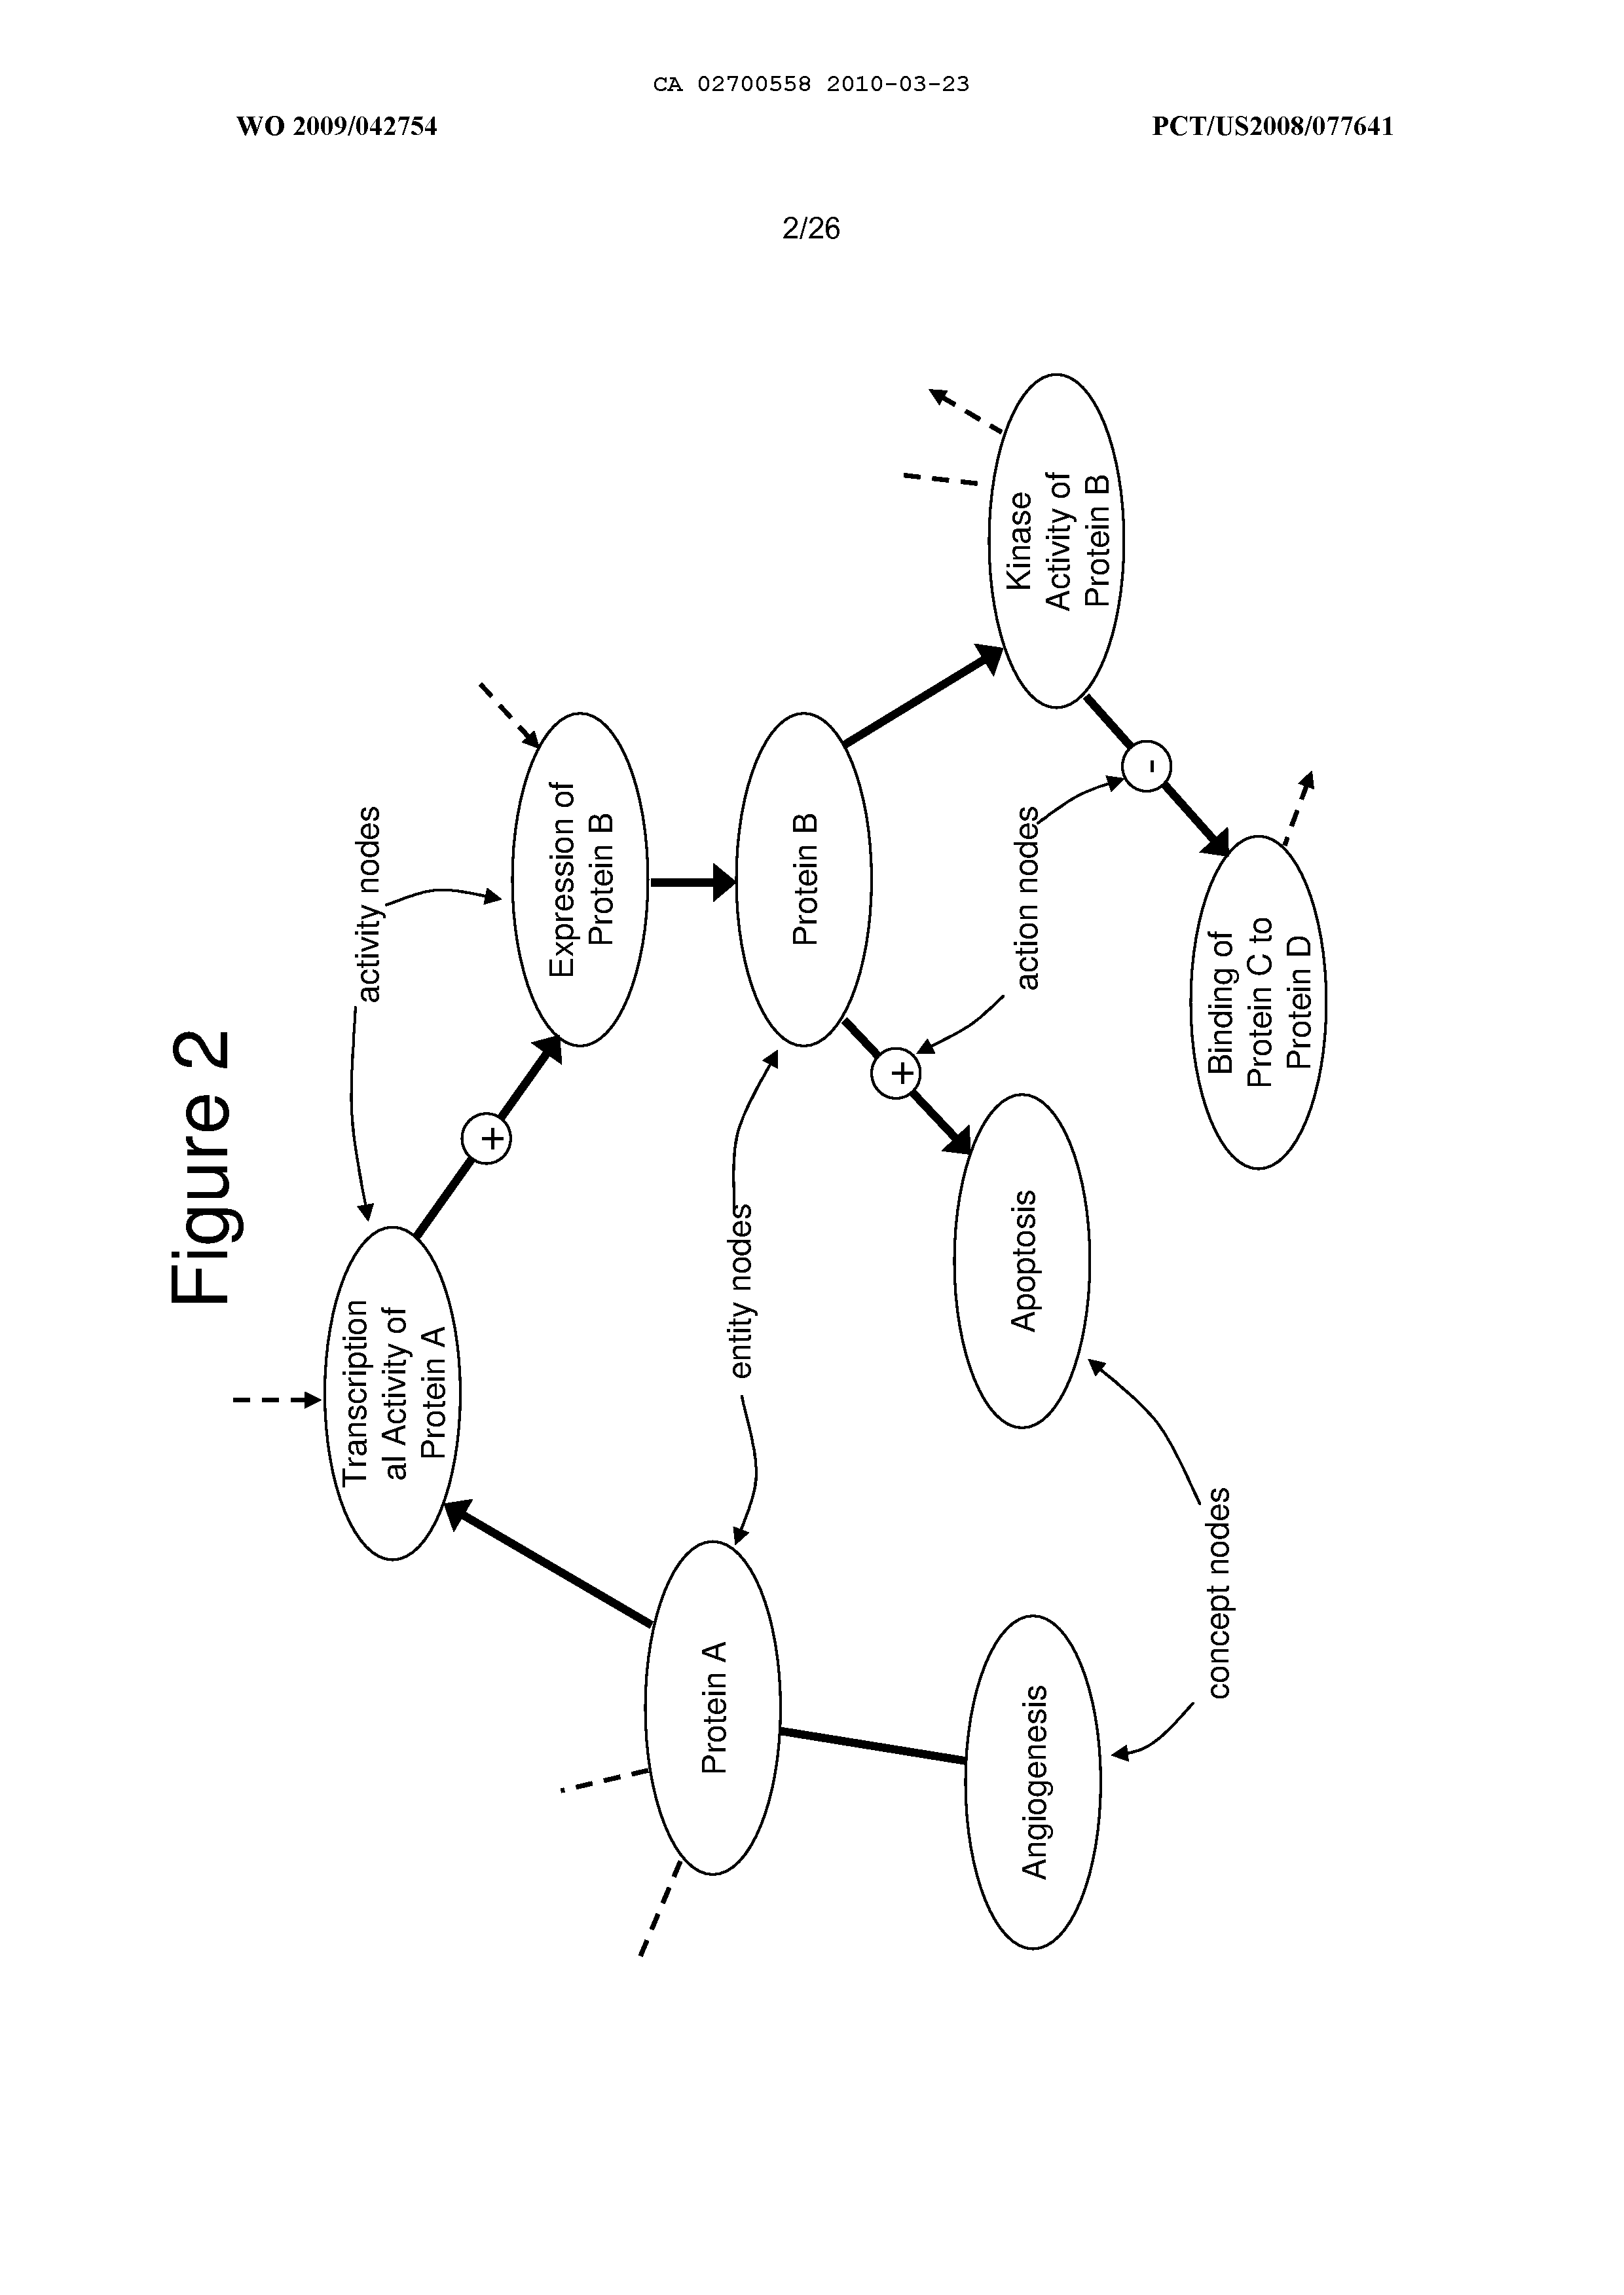 CA 02700558 2010-03-23
WO 2009/042754
PCT/US2008/077641
2/26
Figure 2
activity nodes
Transcription
al Activity of
Protein A
+
Expression of
Protein B
entity nodes
Protein A
Protein B
+
action nodes
Kinase
Activity of
Protein B
-
Angiogenesis
Apoptosis
Binding of
Protein C to
Protein D
concept nodes